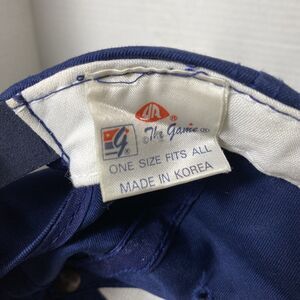 The Game®
ONE SIZE FITS ALL
MADE IN KOREA